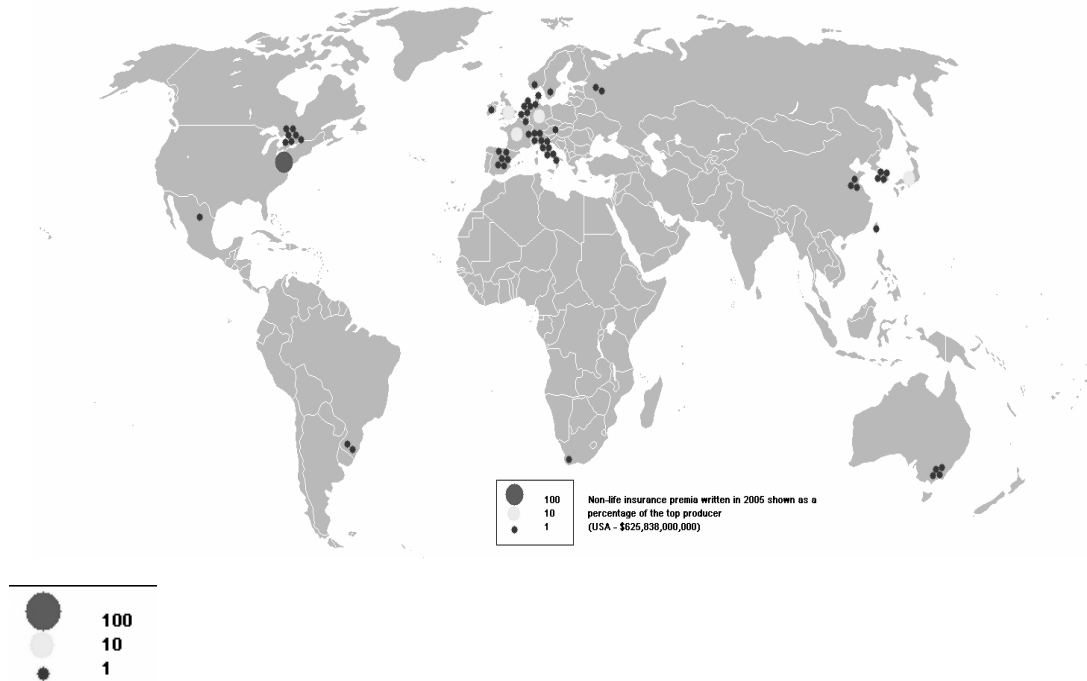 100 Non-life insurance premia written in 2005 shown as a
10 percentage of the top producer
1 (USA - $625,838,000,000)
100
10
1